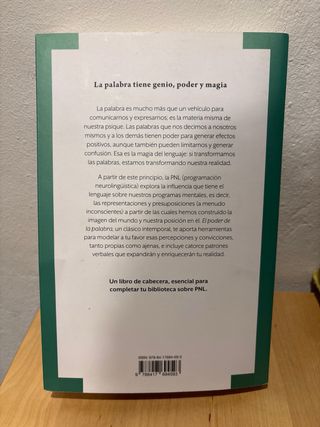 La palabra tiene genio, poder y magia
La palabra es mucho más que un vehículo para
comunicarnos y expresarnos; es la materia misma de
nuestra psique. Las palabras que nos decimos a nosotros
mismos y a los demás tienen poder para generar efectos
positivos, aunque también pueden limitarnos y generar
confusión. Esa es la magia del lenguaje: si transformamos
las palabras, estamos transformando nuestra realidad.
A partir de este principio, la PNL (programación
neurolingüística) explora la influencia que tiene el
lenguaje sobre nuestros programas mentales, es decir,
las representaciones y presuposiciones (a menudo
inconscientes) a partir de las cuales hemos construido la
imagen del mundo y nuestra posición en él. El poder de
la palabra, un clásico intemporal, te aporta herramientas
para modelar a tu favor esas percepciones y convicciones,
tanto propias como ajenas, e incluye catorce patrones
verbales que expandirán y enriquecerán tu realidad.
Un libro de cabecera, esencial para
completar tu biblioteca sobre PNL.